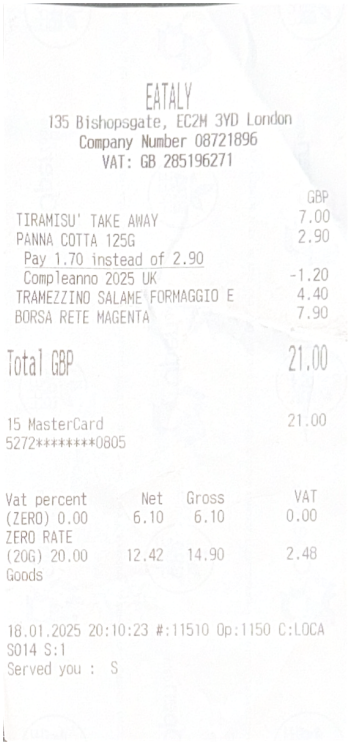 EATALY
135 Bishopsgate, EC2M 3YD London
Company Number 08721896
VAT: GB 285196271
GBP
TIRAMISU' TAKE AWAY 7.00
PANNA COTTA 125G 2.90
Pay 1.70 instead of 2.90
Compleanno 2025 UK -1.20
TRAMEZZINO SALAME FORMAGGIO E 4.40
BORSA RETE MAGENTA 7.90
Total GBP 21.00
15 MasterCard 21.00
5272********0805
Vat percent Net Gross VAT
(ZERO) 0.00 6.10 6.10 0.00
ZERO RATE
(20G) 20.00 12.42 14.90 2.48
Goods
18.01.2025 20:10:23 #:11510 Op:1150 C:LOCA
S014 S:1
Served you : S